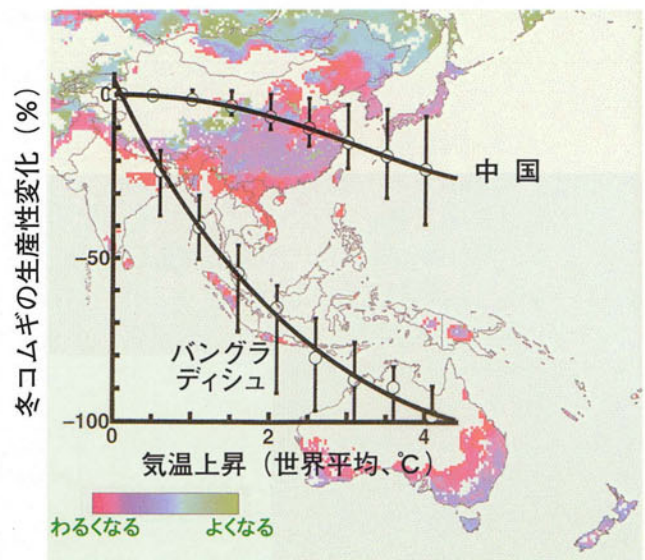 冬コムギの生産性変化（%）
0
−50
−100
中国
バングラ
ディシュ
0 2 4
気温上昇（世界平均、℃）
わるくなる よくなる